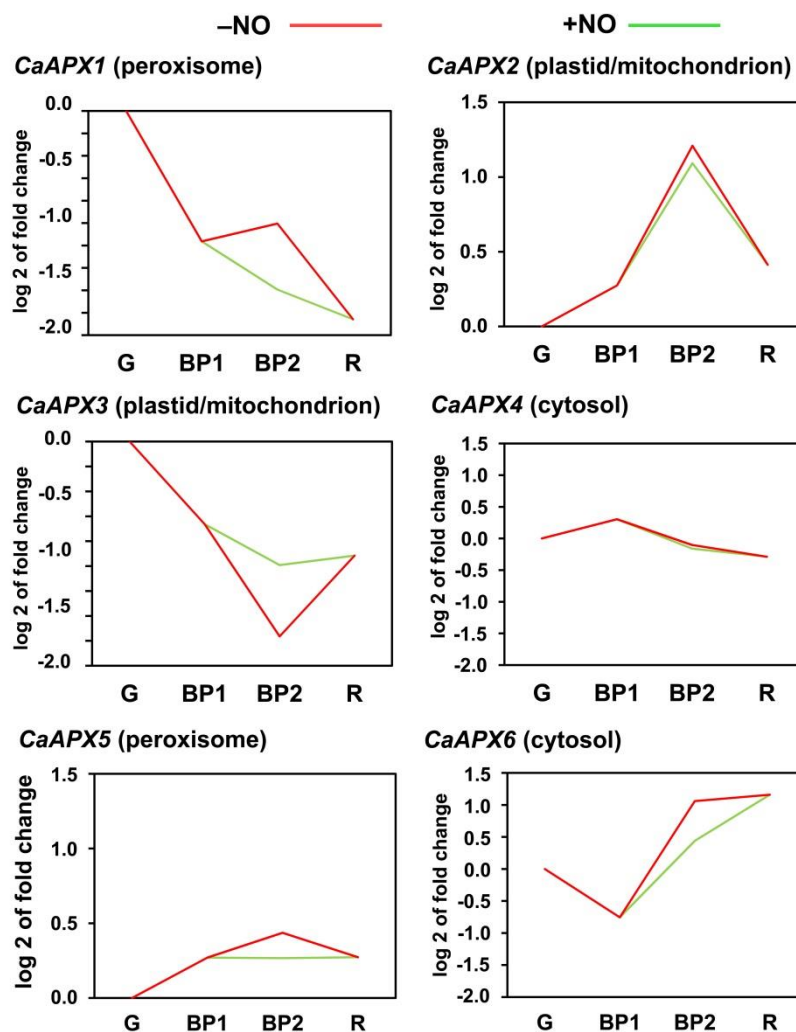 –NO +NO
CaAPX1 (peroxisome)
0.0
-0.5
-1.0
-1.5
-2.0
log 2 of fold change
G BP1 BP2 R
CaAPX2 (plastid/mitochondrion)
1.5
1.0
0.5
0.0
log 2 of fold change
G BP1 BP2 R
CaAPX3 (plastid/mitochondrion)
0.0
-0.5
-1.0
-1.5
-2.0
log 2 of fold change
G BP1 BP2 R
CaAPX4 (cytosol)
1.5
1.0
0.5
0.0
-0.5
-1.0
-1.5
-2.0
log 2 of fold change
G BP1 BP2 R
CaAPX5 (peroxisome)
1.5
1.0
0.5
0.0
log 2 of fold change
G BP1 BP2 R
CaAPX6 (cytosol)
1.5
1.0
0.5
0.0
-0.5
-1.0
-1.5
-2.0
log 2 of fold change
G BP1 BP2 R